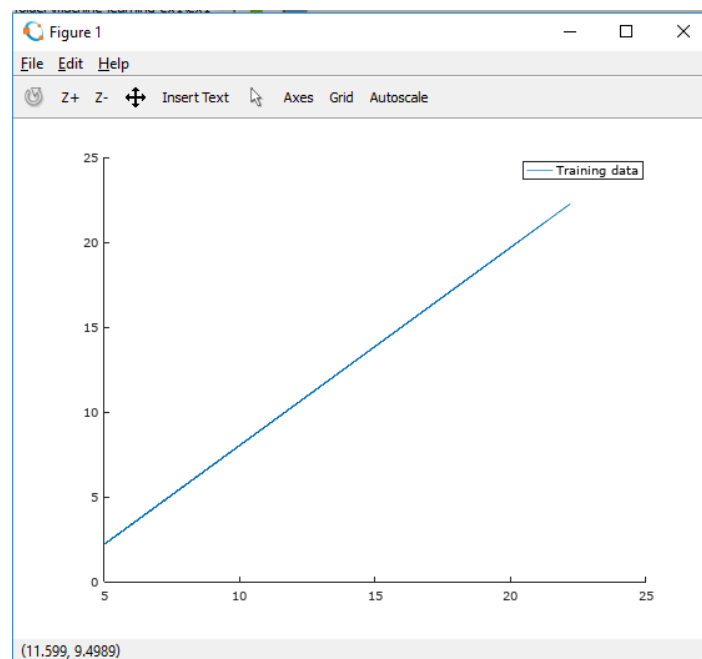 Figure 1
File Edit Help
Z+ Z- Insert Text Axes Grid Autoscale
25
Training data
20
15
10
5
0
5 10 15 20 25
(11.599, 9.4989)